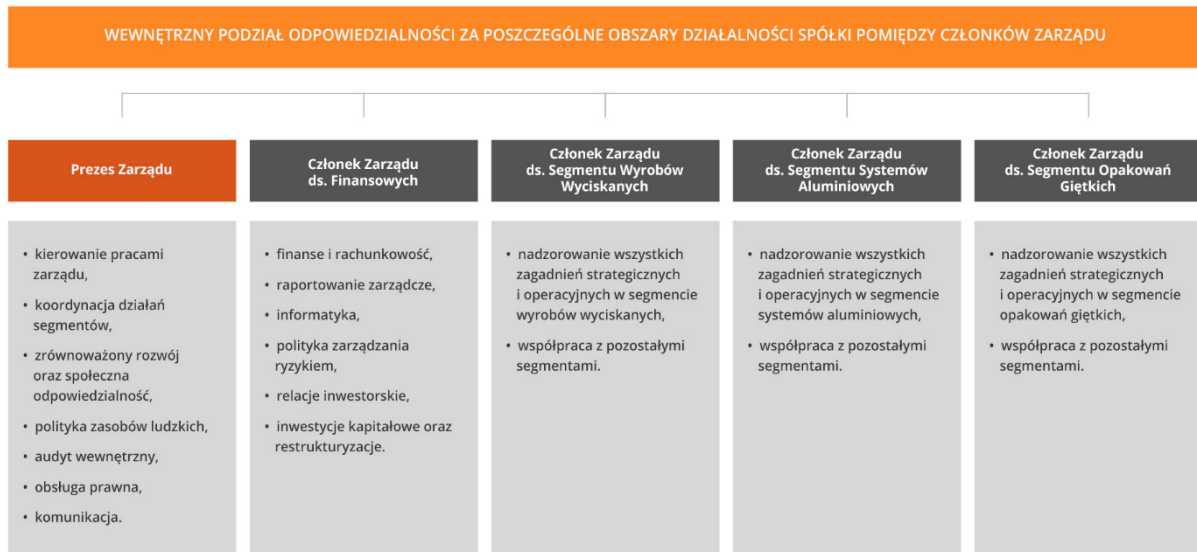 WEWNĘTRZNY PODZIAŁ ODPOWIEDZIALNOŚCI ZA POSZCZEGÓLNE OBSZARY DZIAŁALNOŚCI SPÓŁKI POMIĘDZY CZŁONKÓW ZARZĄDU
Prezes Zarządu
• kierowanie pracami
zarządu,
• koordynacja działań
segmentów,
• zrównoważony rozwój
oraz społeczna
odpowiedzialność,
• polityka zasobów ludzkich,
• audyt wewnętrzny,
• obsługa prawna,
• komunikacja.
Członek Zarządu
ds. Finansowych
• finanse i rachunkowość,
• raportowanie zarządcze,
• informatyka,
• polityka zarządzania
ryzykiem,
• relacje inwestorskie,
• inwestycje kapitałowe oraz
restrukturyzacje.
Członek Zarządu
ds. Segmentu Wyrobów
Wyciskanych
• nadzorowanie wszystkich
zagadnień strategicznych
i operacyjnych w segmencie
wyrobów wyciskanych,
• współpraca z pozostałymi
segmentami.
Członek Zarządu
ds. Segmentu Systemów
Aluminiowych
• nadzorowanie wszystkich
zagadnień strategicznych
i operacyjnych w segmencie
systemów aluminiowych,
• współpraca z pozostałymi
segmentami.
Członek Zarządu
ds. Segmentu Opakowań
Giętkich
• nadzorowanie wszystkich
zagadnień strategicznych
i operacyjnych w segmencie
opakowań giętkich,
• współpraca z pozostałymi
segmentami.